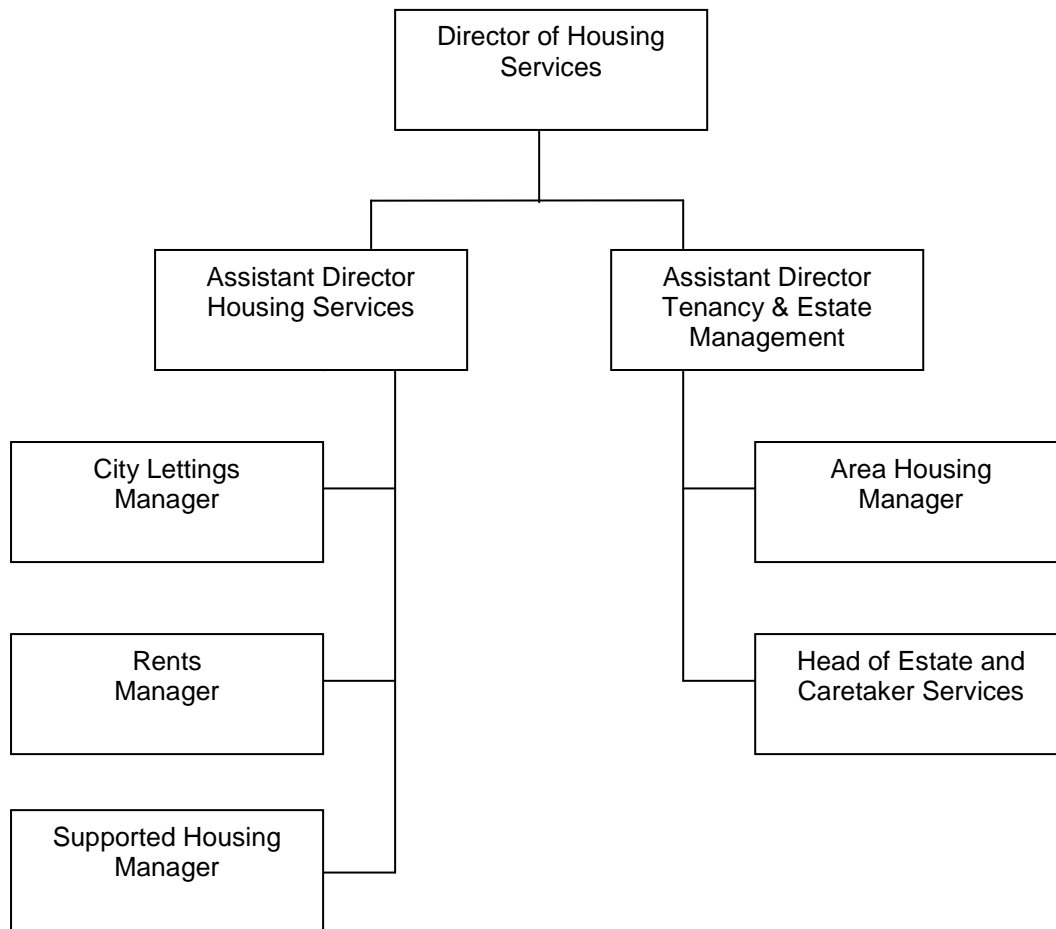 Director of Housing
Services
Assistant Director
Housing Services
Assistant Director
Tenancy & Estate
Management
City Lettings
Manager
Area Housing
Manager
Rents
Manager
Head of Estate and
Caretaker Services
Supported Housing
Manager